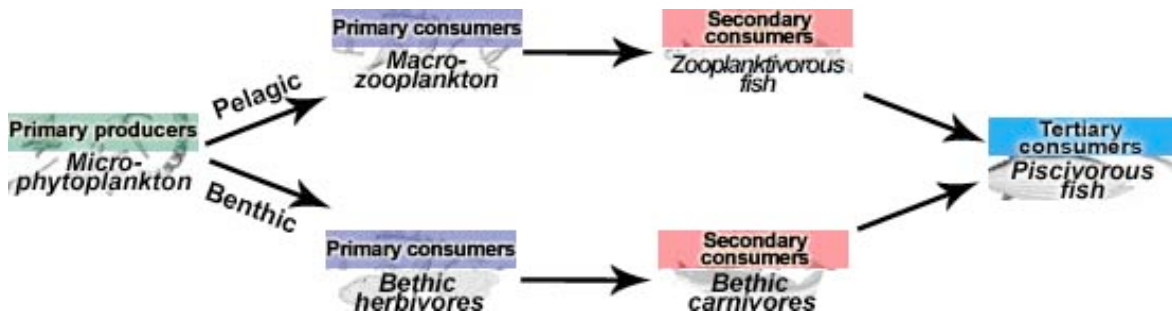 Primary producers
Micro-
phytoplankton
Pelagic
Benthic
Primary consumers
Macro-
zooplankton
Secondary
consumers
Zooplanktivorous
fish
Primary consumers
Bethic
herbivores
Secondary
consumers
Bethic
carnivores
Tertiary
consumers
Piscivorous
fish